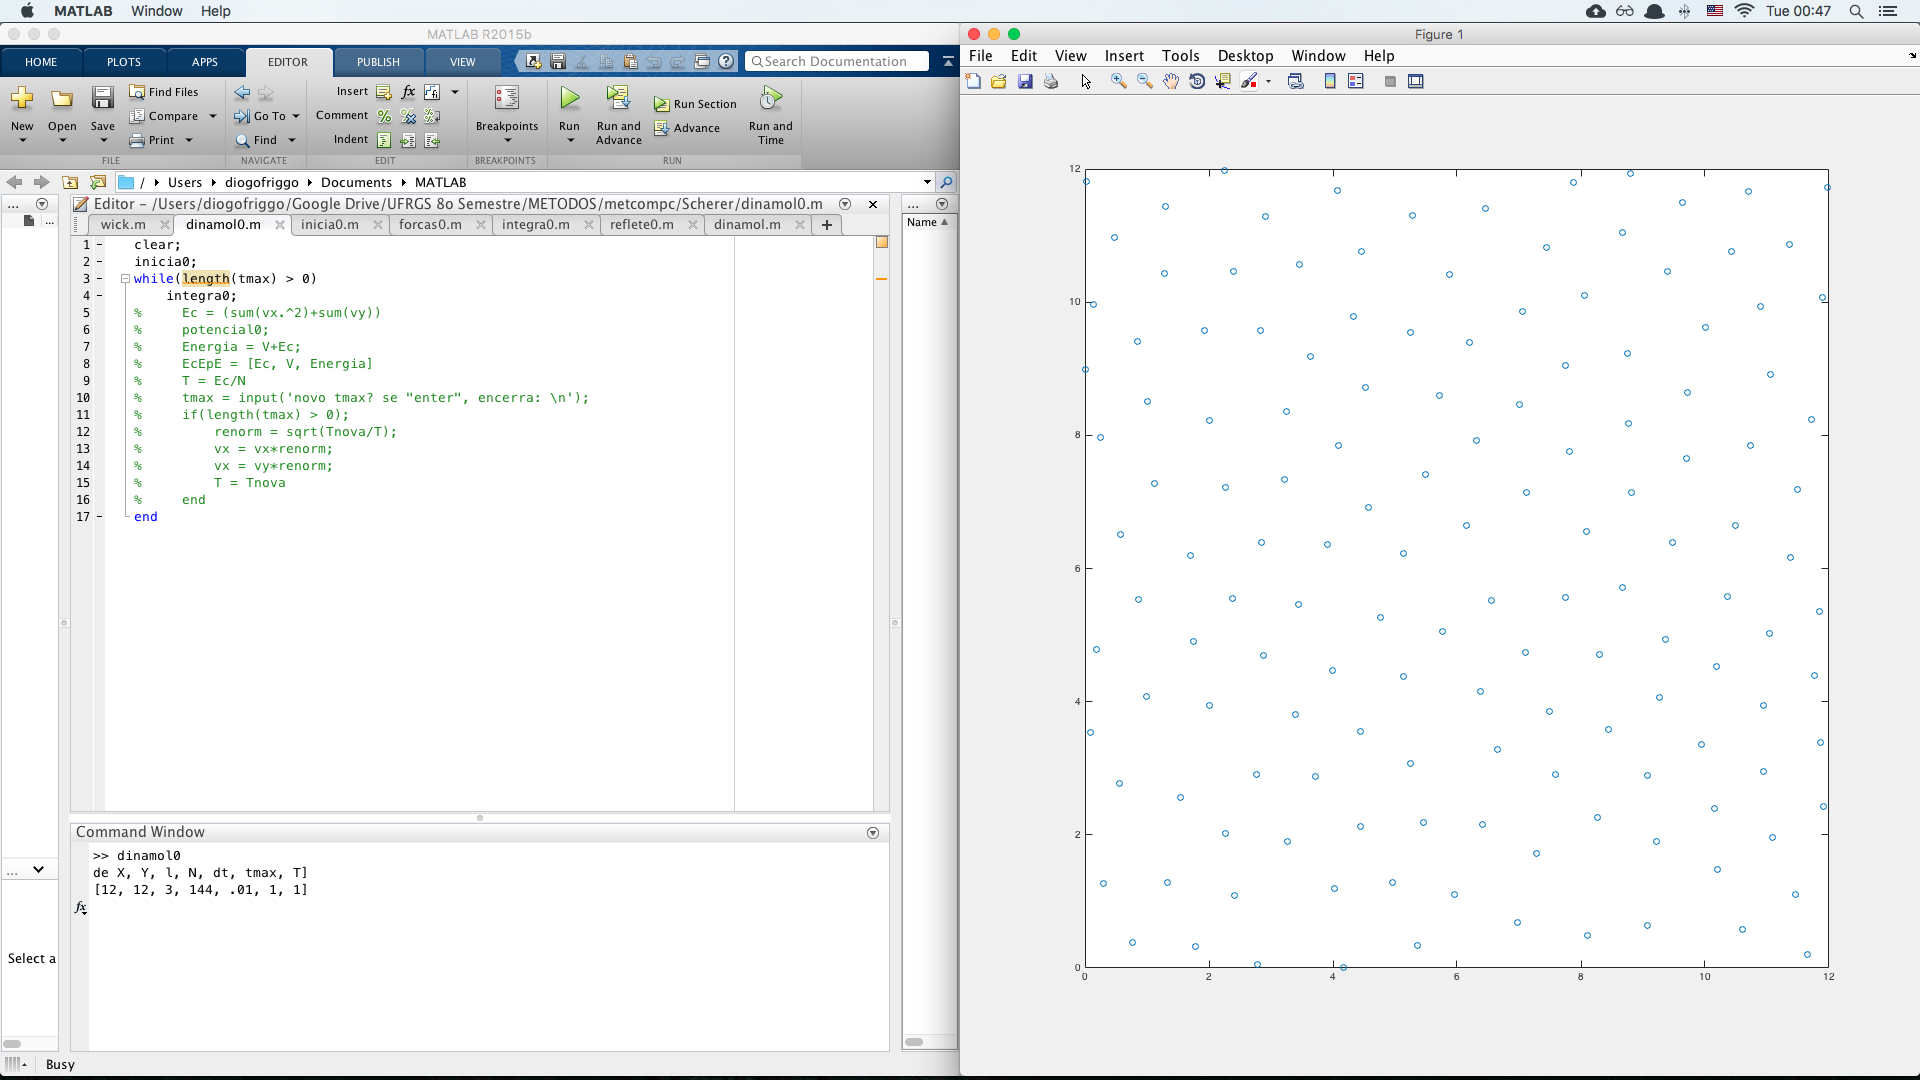 MATLAB Window Help
Tue 00:47
MATLAB R2015b
HOME PLOTS APPS EDITOR PUBLISH VIEW
Search Documentation
New Open Save
Find Files
Compare
Print
FILE
Go To
Find
NAVIGATE
Insert
Comment
Indent
EDIT
Breakpoints
BREAKPOINTS
Run
Run and Advance
Run Section
Advance
Run and Time
RUN
/ Users diogofriggo Documents MATLAB
...
...
Editor – /Users/diogofriggo/Google Drive/UFRGS 8o Semestre/METODOS/metcompc/Scherer/dinamol0.m
wick.m dinamol0.m inicia0.m forcas0.m integra0.m reflete0.m dinamol.m +
1 – clear;
2 – inicia0;
3 – while(length(tmax) > 0)
4 – integra0;
5 % Ec = (sum(vx.^2)+sum(vy))
6 % potencial0;
7 % Energia = V+Ec;
8 % EcEpE = [Ec, V, Energia]
9 % T = Ec/N
10 % tmax = input('novo tmax? se "enter", encerra: \n');
11 % if(length(tmax) > 0);
12 % renorm = sqrt(Tnova/T);
13 % vx = vx*renorm;
14 % vx = vy*renorm;
15 % T = Tnova
16 % end
17 – end
...
Name
...
Select a
Command Window
>> dinamol0
de X, Y, l, N, dt, tmax, T]
[12, 12, 3, 144, .01, 1, 1]
fx
Busy
Figure 1
File Edit View Insert Tools Desktop Window Help
12
10
8
6
4
2
0
0 2 4 6 8 10 12